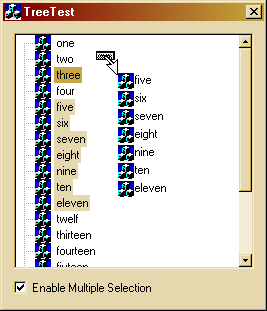 TreeTest
one
two
three
four
five
six
seven
eight
nine
ten
eleven
twelf
thirteen
fourteen
five
six
seven
eight
nine
ten
eleven
Enable Multiple Selection